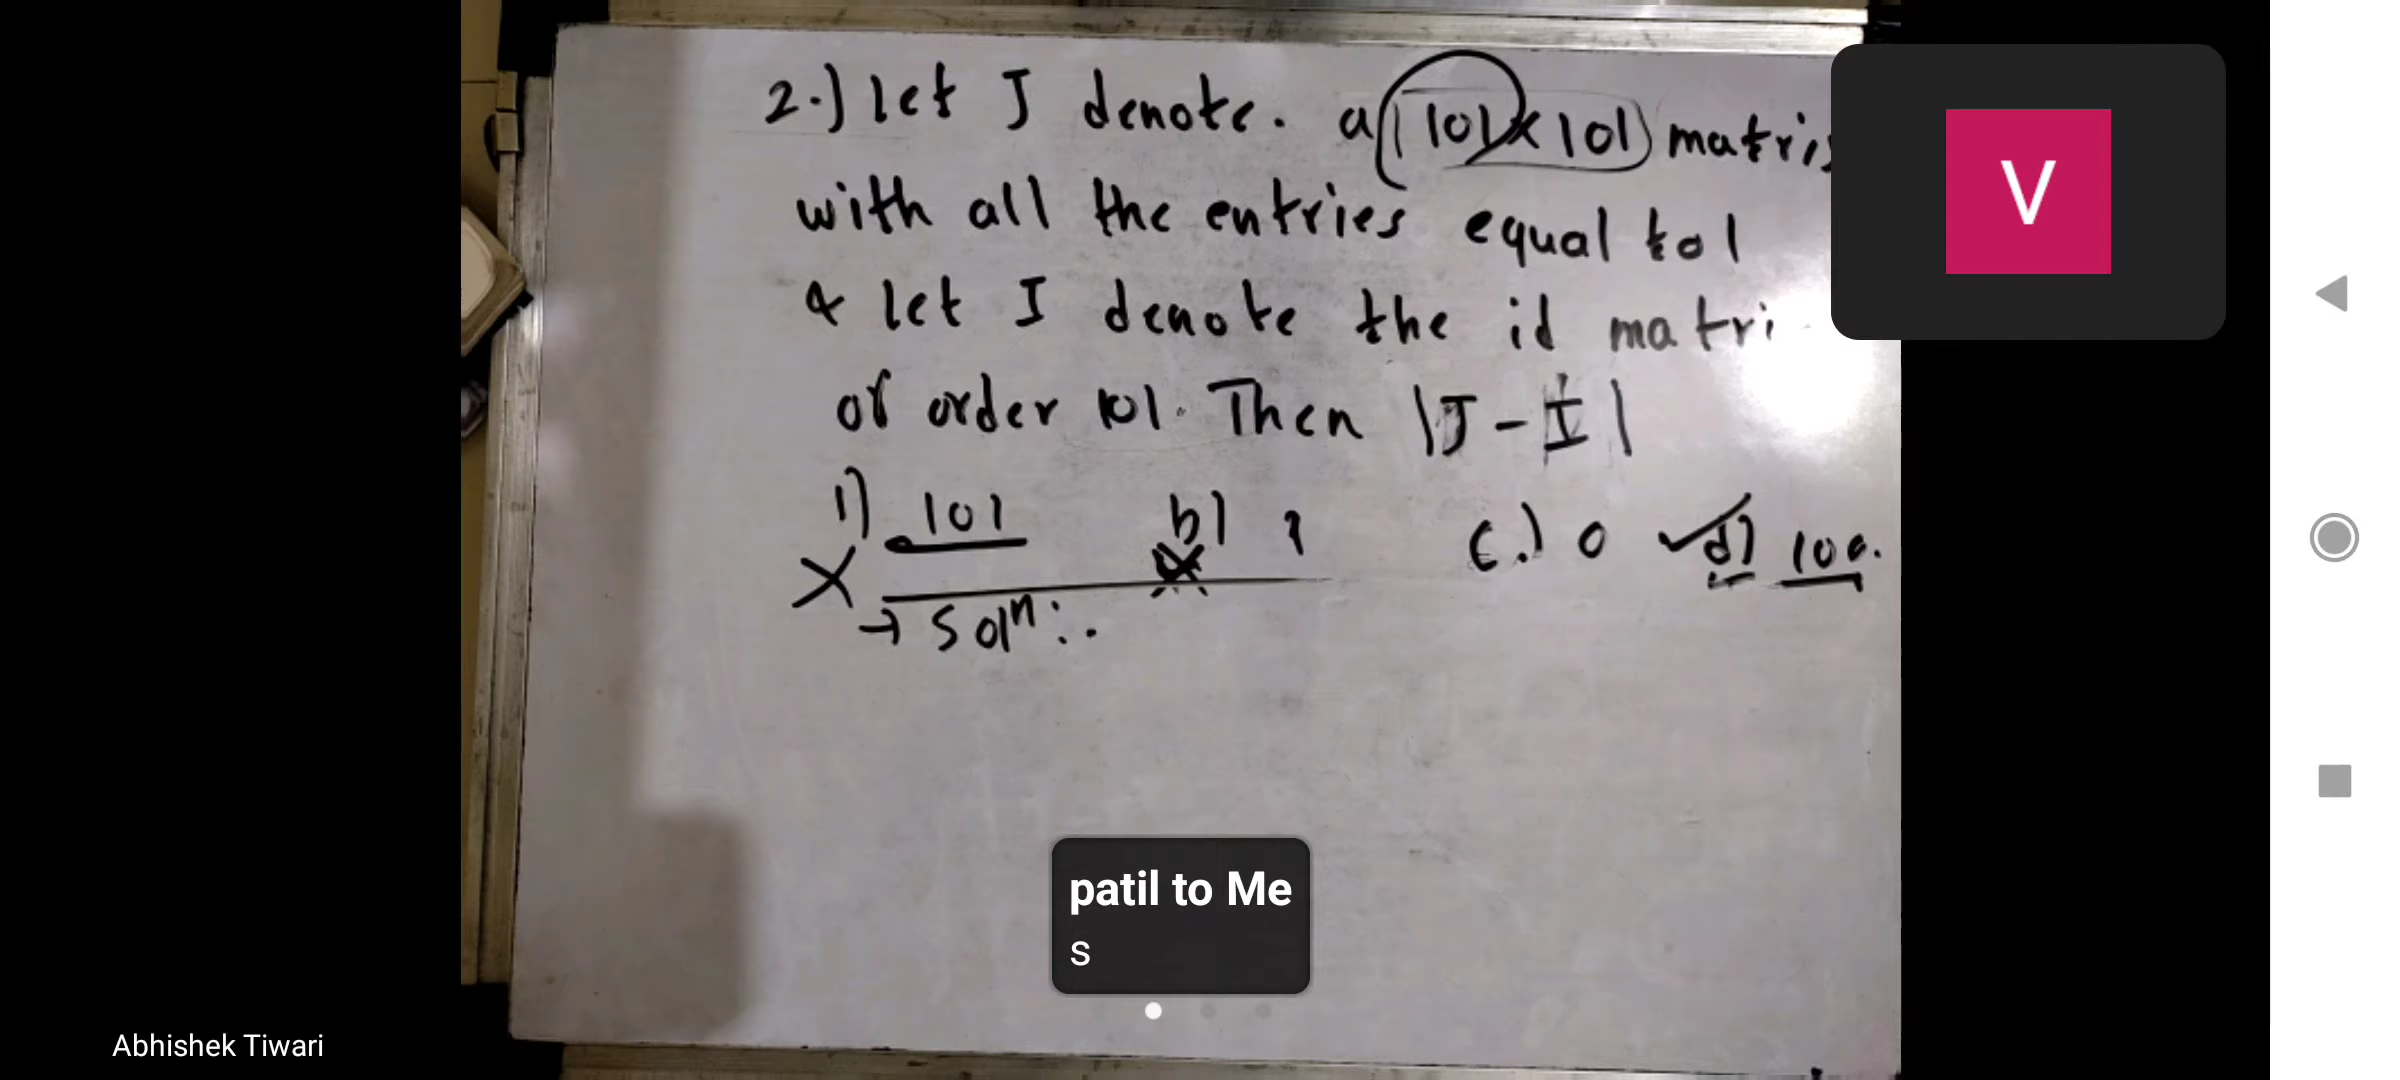 2.) let J denote. a (101×101) matri
with all the entries equal to 1
& let I denote the id matri
of order 101. Then |J-I|
1) 101 b) 1 c.) 0 d) 100.
→ Solⁿ:.
V
patil to Me
s
Abhishek Tiwari